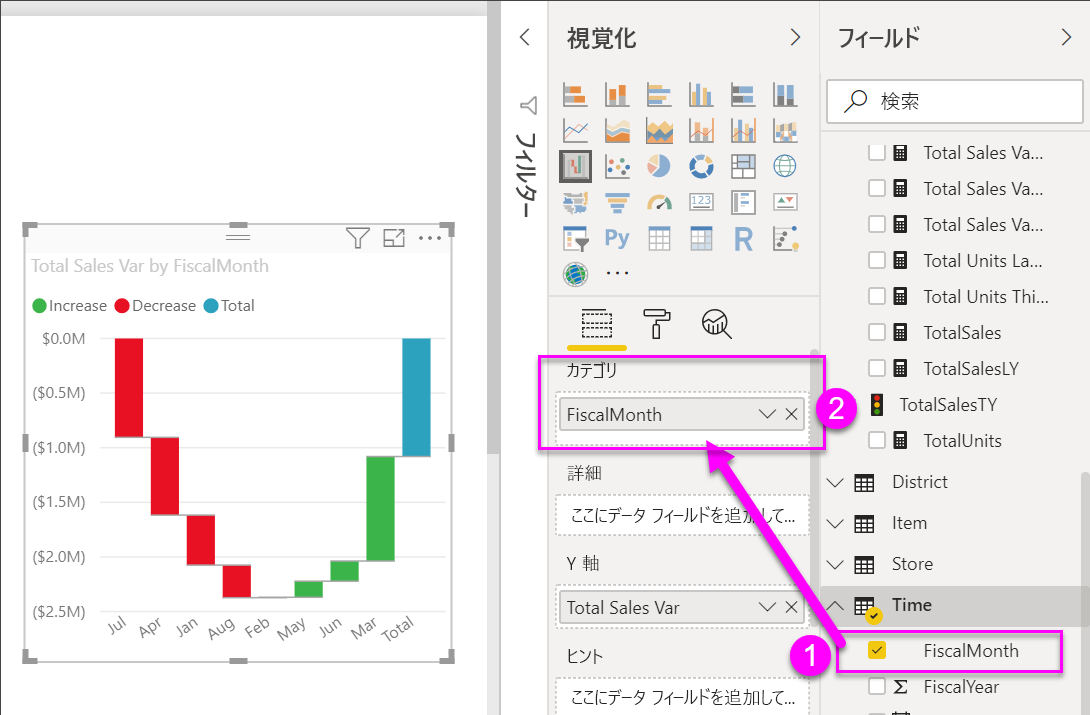 Total Sales Var by FiscalMonth
Increase Decrease Total
$0.0M
($0.5M)
($1.0M)
($1.5M)
($2.0M)
($2.5M)
Jul Apr Jan Aug Feb May Jun Mar Total
フィルター
視覚化
123
Py
R
カテゴリ
FiscalMonth
2
詳細
ここにデータ フィールドを追加して...
Y 軸
Total Sales Var
ヒント
ここにデータ フィールドを追加して...
フィールド
検索
Total Sales Va...
Total Sales Va...
Total Sales Va...
Total Units La...
Total Units Thi...
TotalSales
TotalSalesLY
TotalSalesTY
TotalUnits
District
Item
Store
Time
1
FiscalMonth
Σ FiscalYear